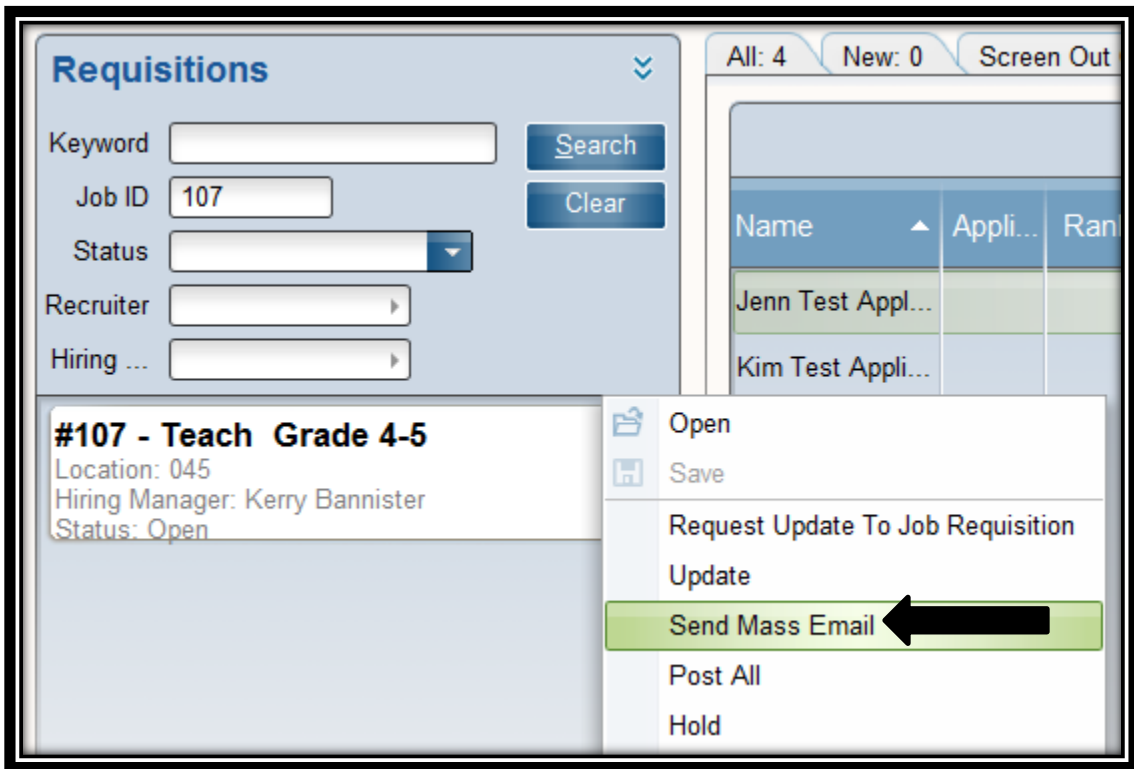 Requisitions
Keyword
Search
Job ID 107
Clear
Status
Recruiter
Hiring ...
#107 - Teach Grade 4-5
Location: 045
Hiring Manager: Kerry Bannister
Status: Open
All: 4 New: 0 Screen Out
Name Appli... Ran
Jenn Test Appl...
Kim Test Appli...
Open
Save
Request Update To Job Requisition
Update
Send Mass Email
Post All
Hold